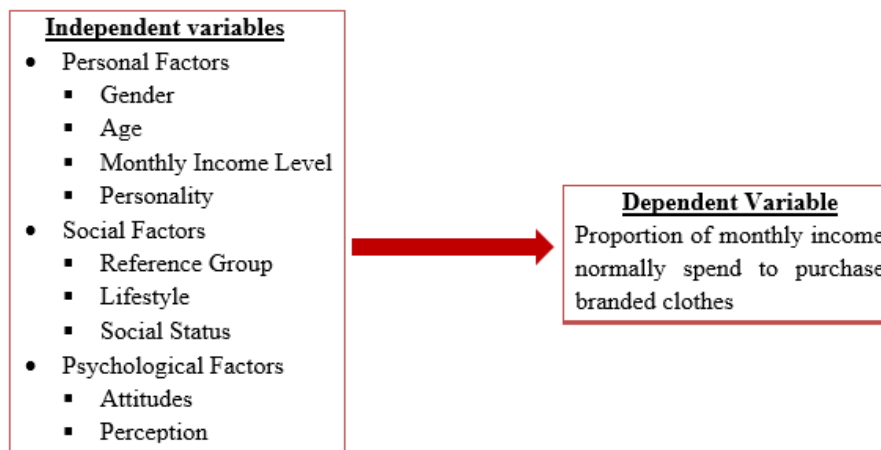 Independent variables
• Personal Factors
▪ Gender
▪ Age
▪ Monthly Income Level
▪ Personality
• Social Factors
▪ Reference Group
▪ Lifestyle
▪ Social Status
• Psychological Factors
▪ Attitudes
▪ Perception
Dependent Variable
Proportion of monthly income
normally spend to purchase
branded clothes